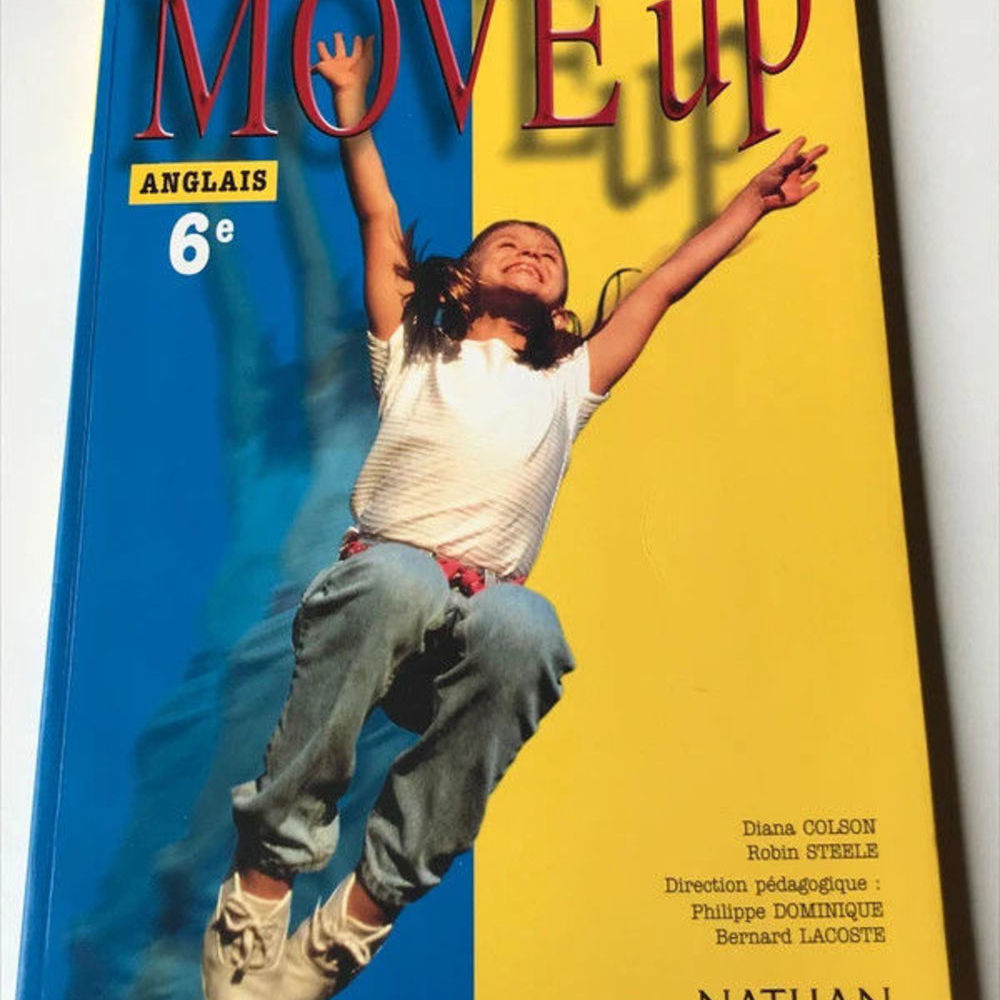 MOVE up
ANGLAIS
6e
Diana COLSON
Robin STEELE
Direction pédagogique :
Philippe DOMINIQUE
Bernard LACOSTE
NATHAN